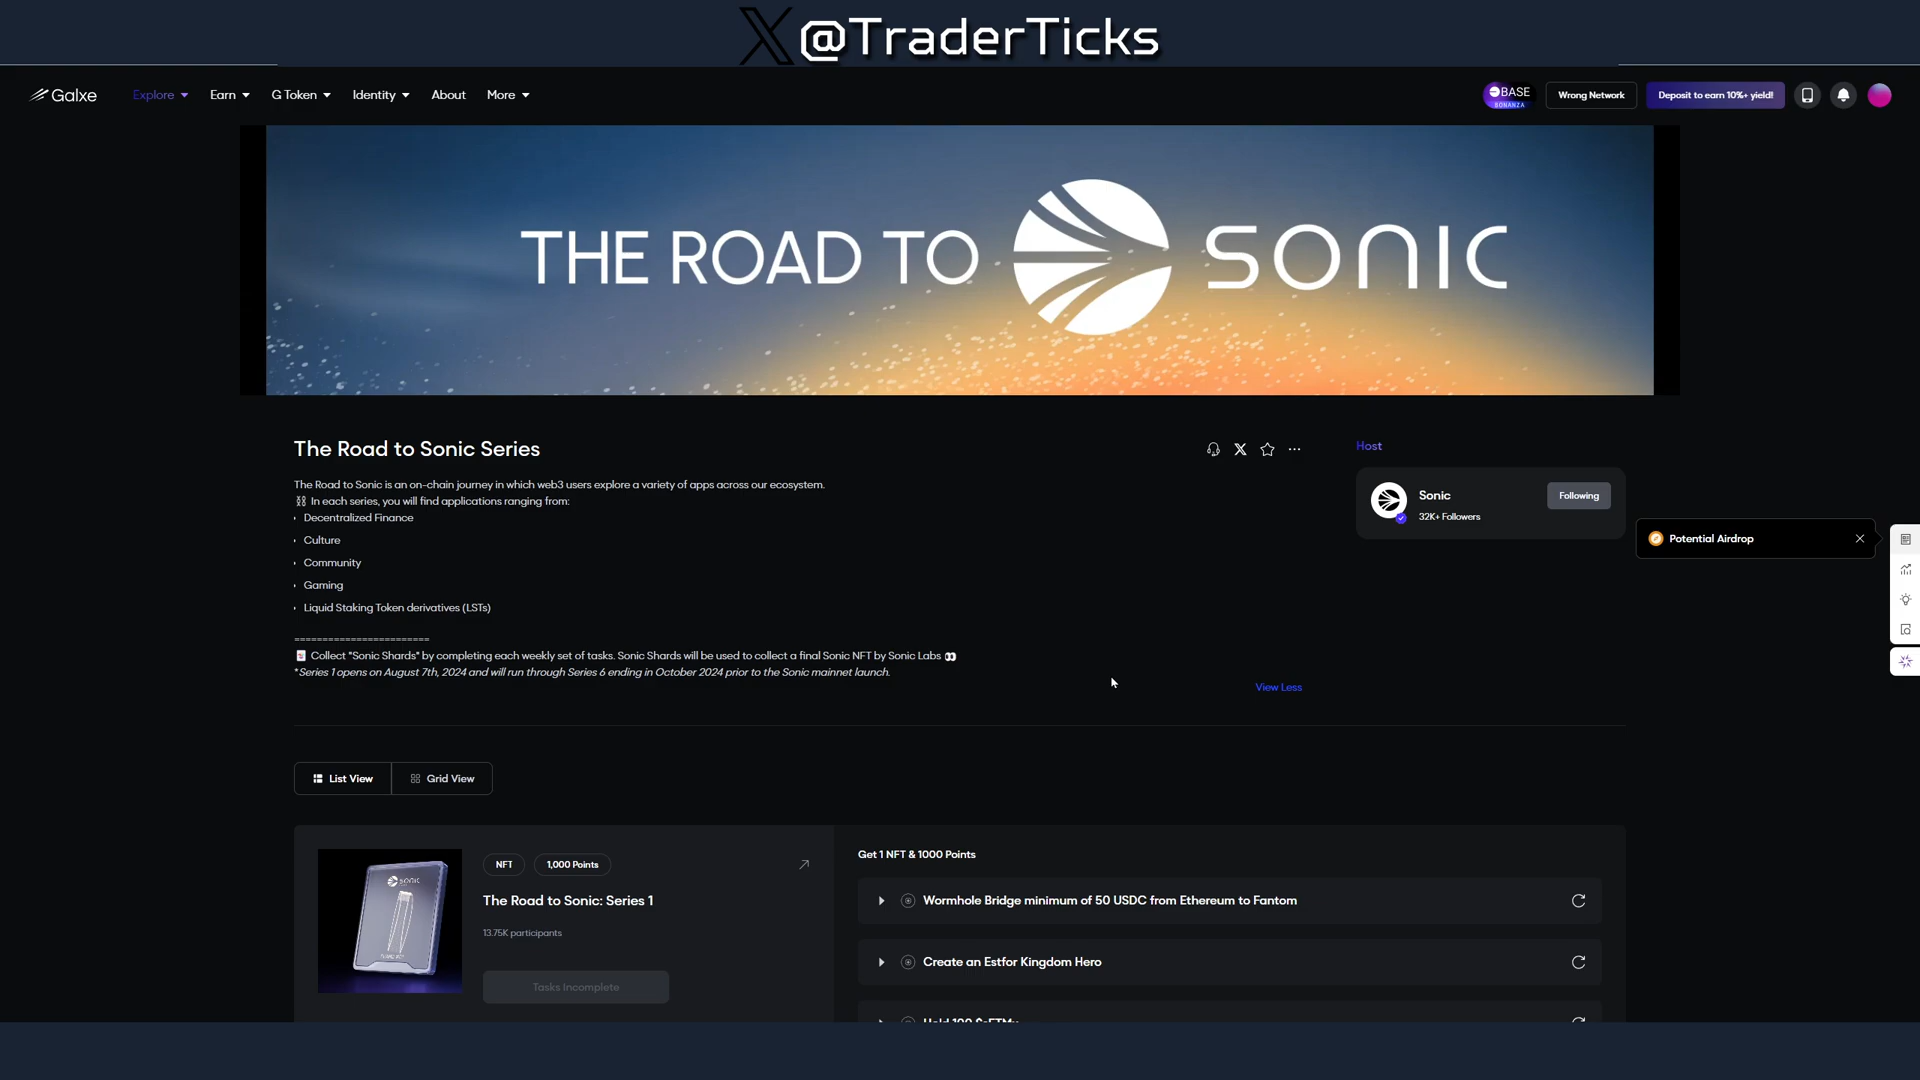 @TraderTicks
Galxe
Explore
Earn
G Token
Identity
About
More
BASE
BONANZA
Wrong Network
Deposit to earn 10%+ yield!
THE ROAD TO SONIC
The Road to Sonic Series
Host
The Road to Sonic is an on-chain journey in which web3 users explore a variety of apps across our ecosystem.
In each series, you will find applications ranging from:
Decentralized Finance
Culture
Community
Gaming
Liquid Staking Token derivatives (LSTs)
Sonic
32K+ Followers
Following
Potential Airdrop
========================
Collect "Sonic Shards" by completing each weekly set of tasks. Sonic Shards will be used to collect a final Sonic NFT by Sonic Labs
*Series 1 opens on August 7th, 2024 and will run through Series 6 ending in October 2024 prior to the Sonic mainnet launch.
View Less
List View
Grid View
SONIC
NFT
1,000 Points
The Road to Sonic: Series 1
13.75K participants
Tasks Incomplete
Get 1 NFT & 1000 Points
Wormhole Bridge minimum of 50 USDC from Ethereum to Fantom
Create an Estfor Kingdom Hero
Hold 100 $sFTMx